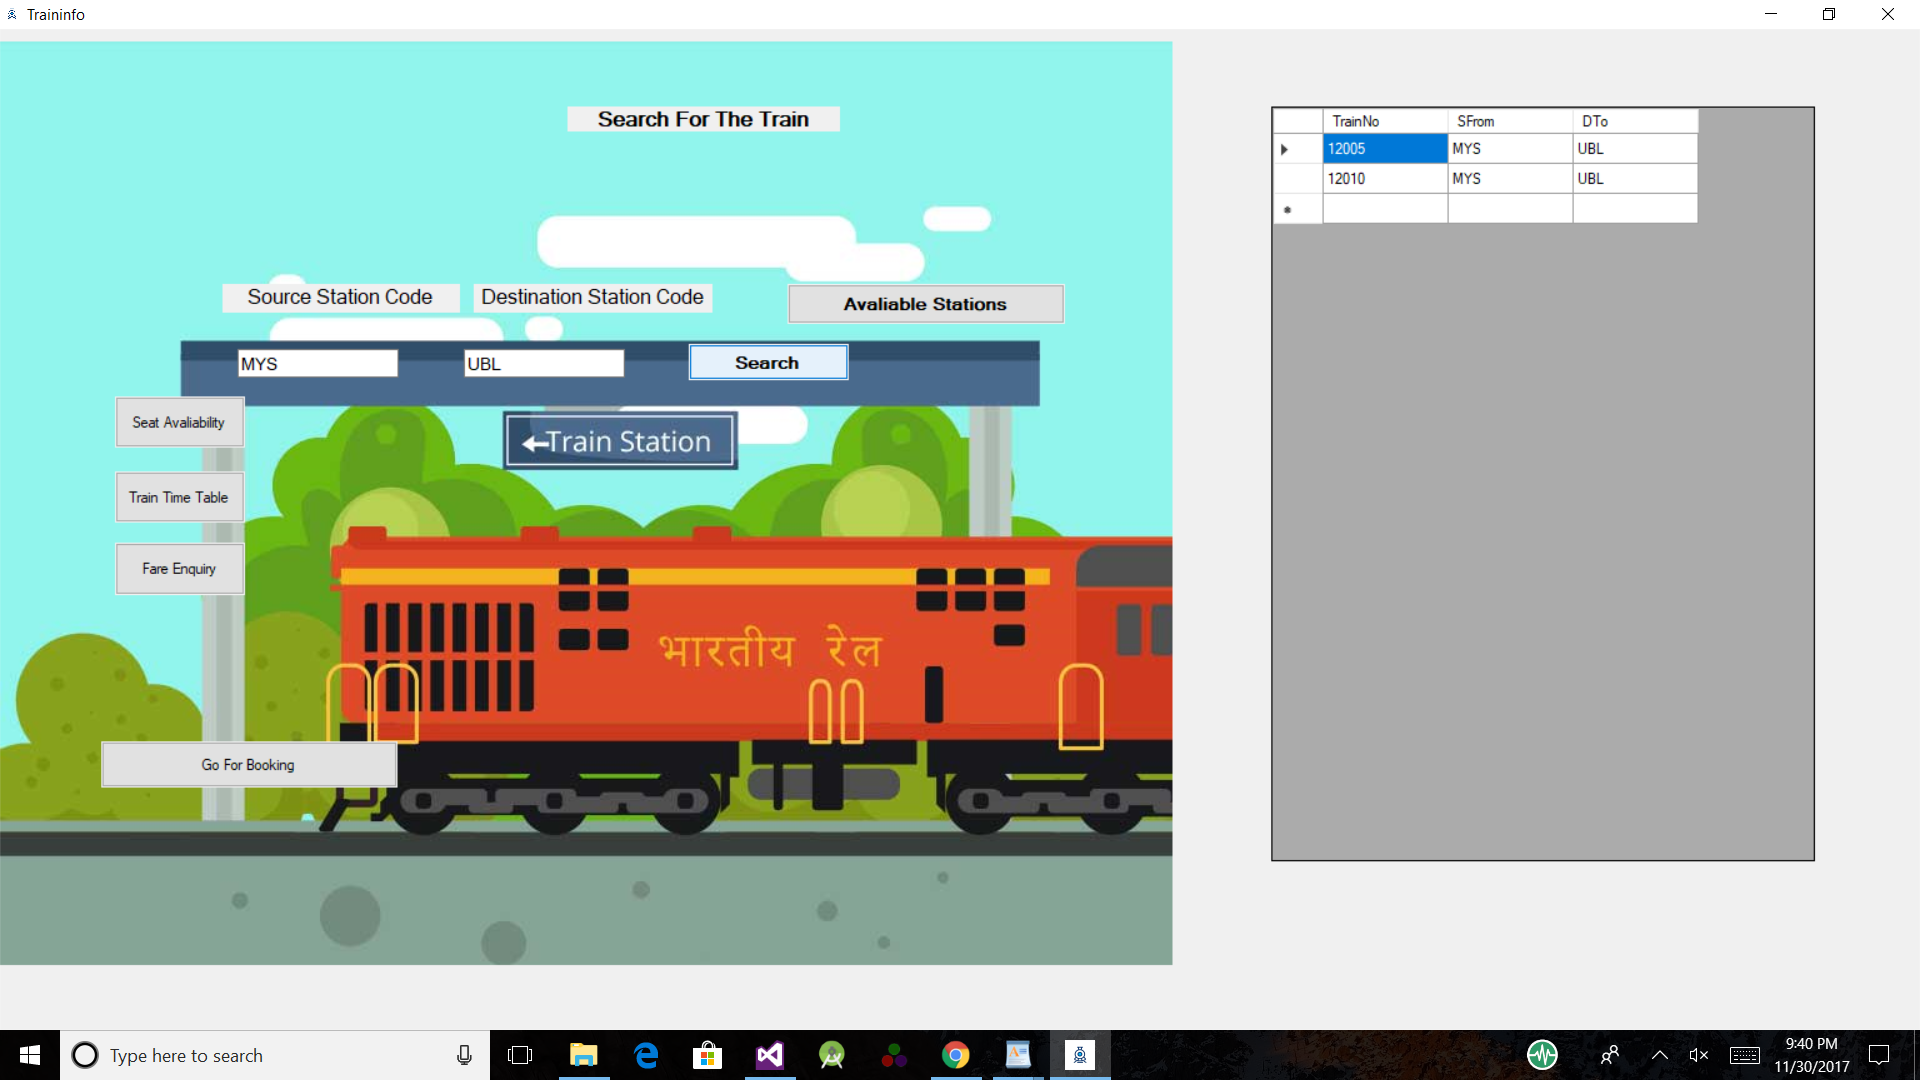 Traininfo
Search For The Train
Source Station Code
Destination Station Code
Avaliable Stations
MYS
UBL
Search
Seat Avaliability
Train Station
Train Time Table
Fare Enquiry
भारतीय रेल
Go For Booking
TrainNo SFrom DTo
12005 MYS UBL
12010 MYS UBL
Type here to search
9:40 PM
11/30/2017